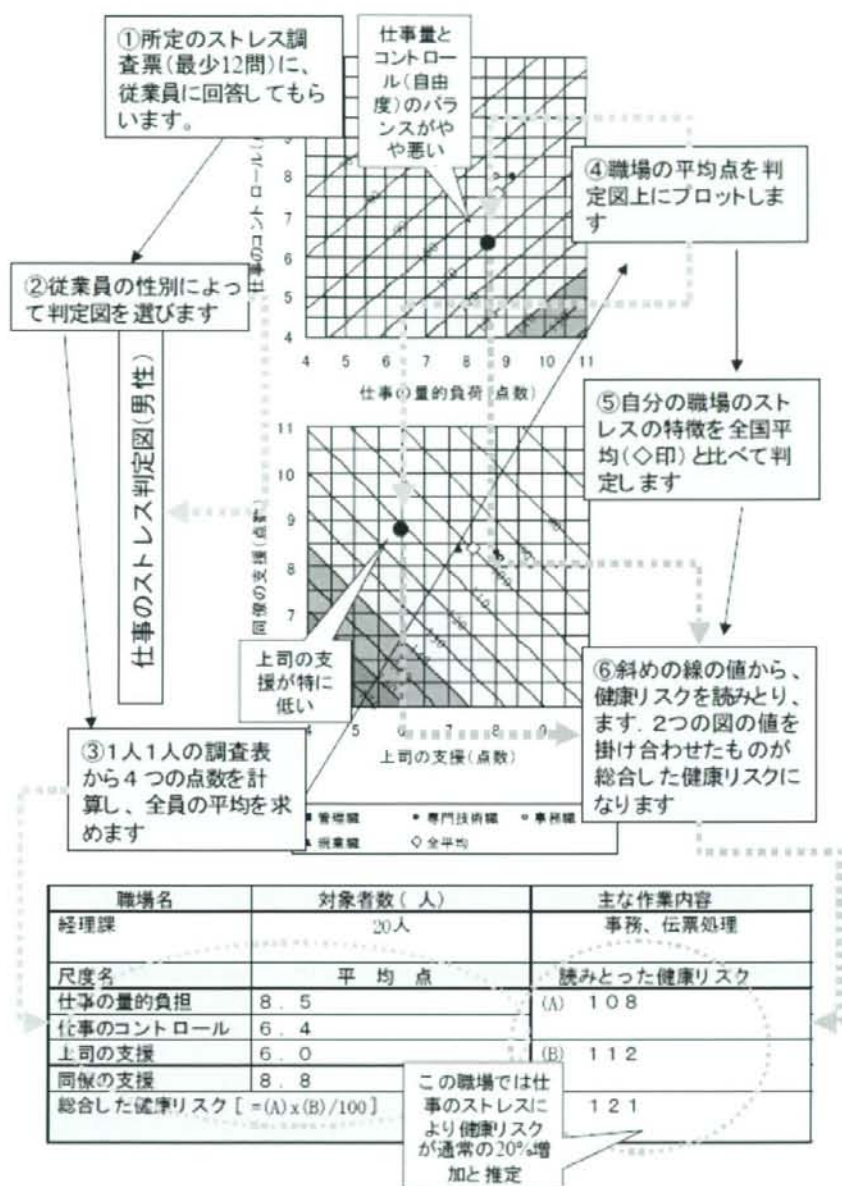 ①所定のストレス調
査票(最少12問)に、
従業員に回答してもら
います。
仕事量と
コントロー
ル(自由
度)のバラ
ンスがや
や悪い
④職場の平均点を判
定図上にプロットしま
す
仕事のコントロール
9
8
7
6
5
4
4 5 6 7 8 9 10 11
仕事の量的負荷(点数)
②従業員の性別によっ
て判定図を選びます
仕事のストレス判定図(男性)
⑤自分の職場のスト
レスの特徴を全国平
均(◇印)と比べて判
定します
11
10
9
8
7
同僚の支援(点数)
上司の支
援が特に
低い
4 6 7 8 9
上司の支援(点数)
⑥斜めの線の値から、
健康リスクを読みとり、
ます．2つの図の値を
掛け合わせたものが
総合した健康リスクに
なります
③1人1人の調査表
から4つの点数を計
算し、全員の平均を求
めます
■ 管理職 ● 専門技術職 ○ 事務職
▲ 現業職 ◇ 全平均
職場名 対象者数( 人) 主な作業内容
経理課 20人 事務、伝票処理
尺度名 平 均 点 読みとった健康リスク
仕事の量的負担 8．5 (A) 108
仕事のコントロール 6．4
上司の支援 6．0 (B) 112
同僚の支援 8．8
総合した健康リスク [ =(A)x(B)/100 ] 121
この職場では仕
事のストレスに
より健康リスク
が通常の20%増
加と推定